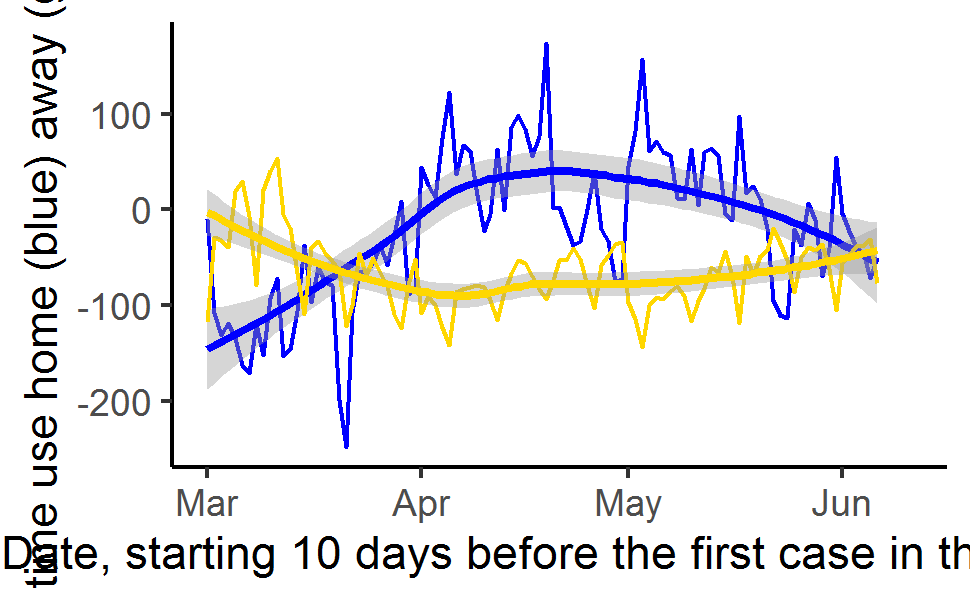 time use home (blue) away (
100
0
-100
-200
Mar Apr May Jun
Date, starting 10 days before the first case in th